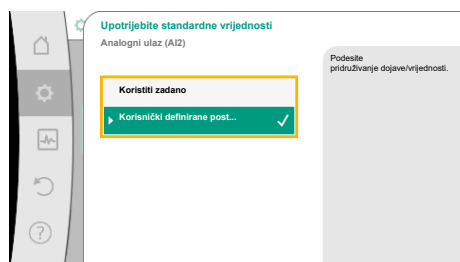 Upotrijebite standardne vrijednosti
Analogni ulaz (AI2)
Podesite
pridruživanje dojave/vrijednosti.
Koristiti zadano
Korisnički definirane post...
?